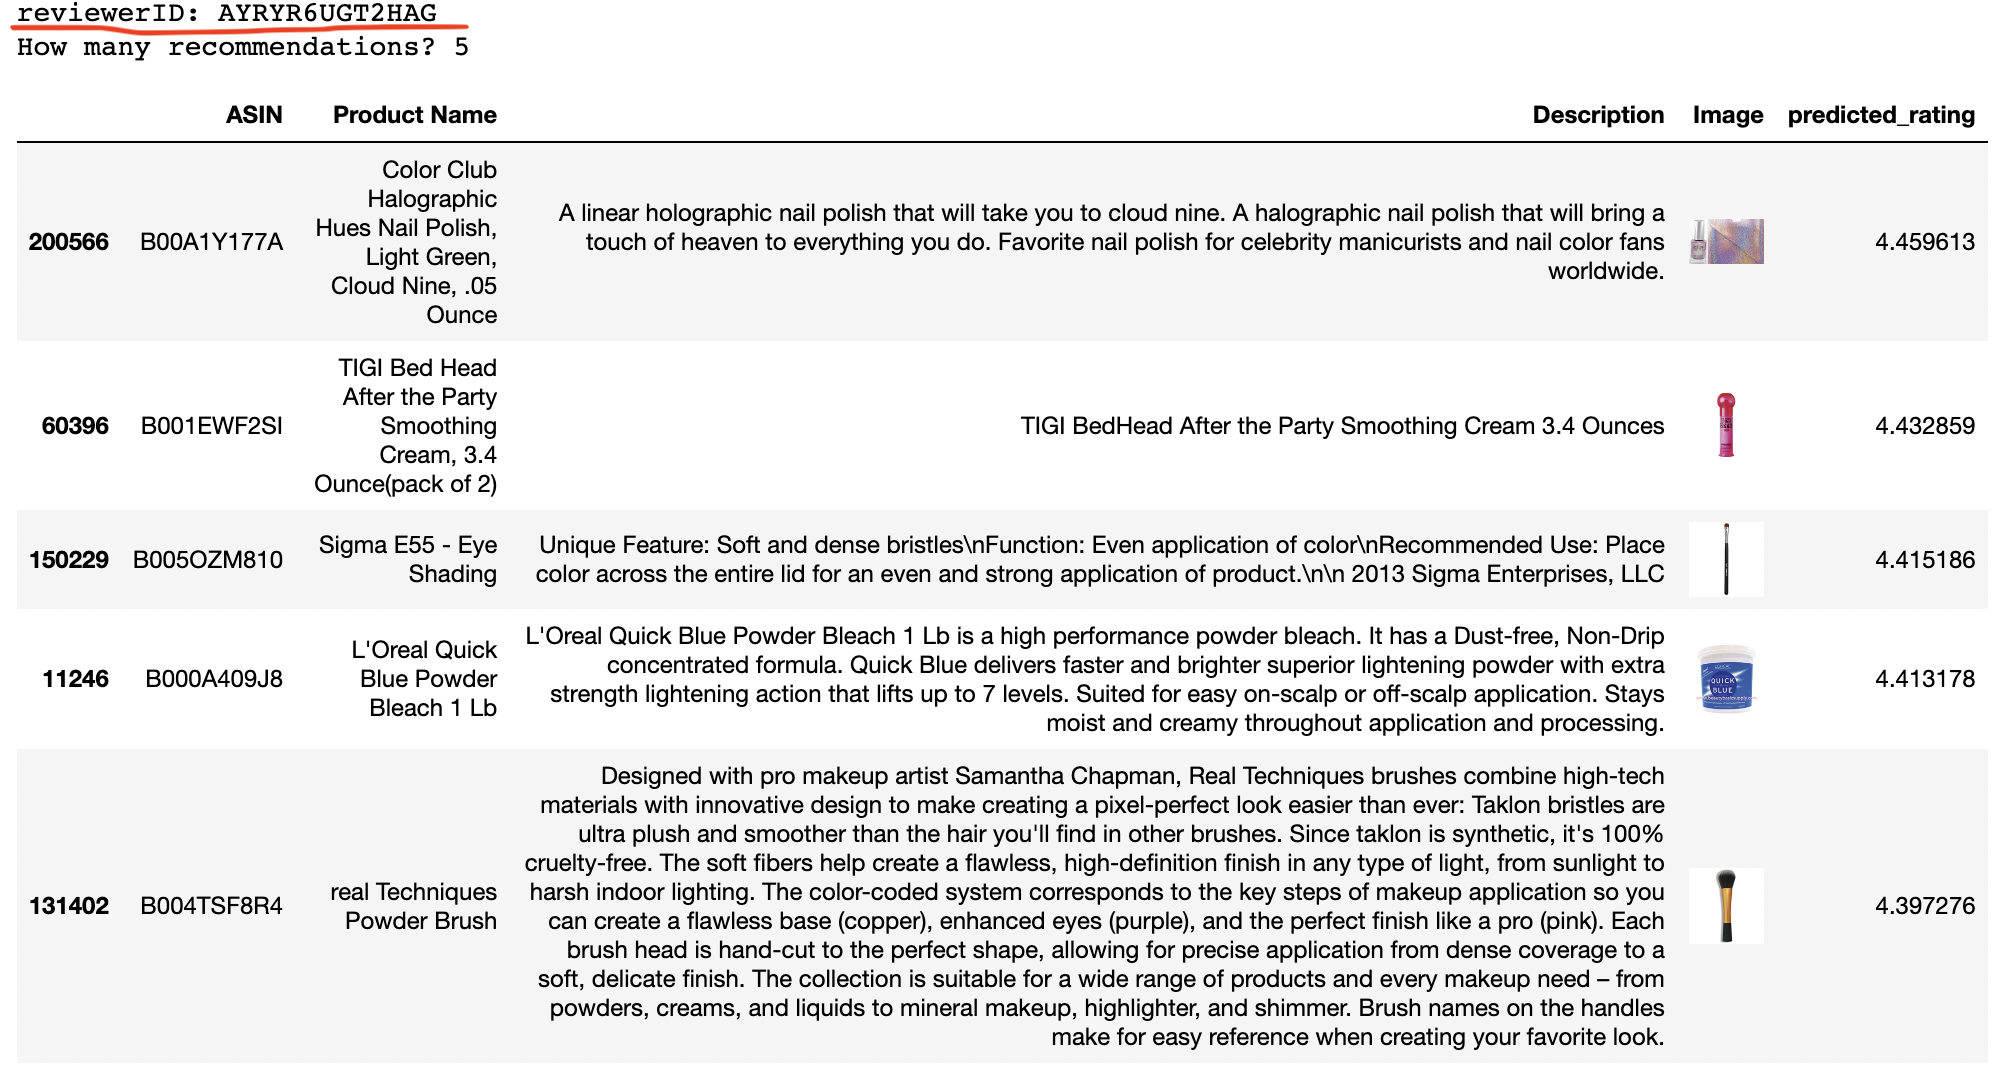 reviewerID: AYRYR6UGT2HAG
How many recommendations? 5
ASIN Product Name Description Image predicted_rating
200566 B00A1Y177A
Color Club
Halographic
Hues Nail Polish,
Light Green,
Cloud Nine, .05
Ounce
A linear holographic nail polish that will take you to cloud nine. A halographic nail polish that will bring a
touch of heaven to everything you do. Favorite nail polish for celebrity manicurists and nail color fans
worldwide.
4.459613
60396 B001EWF2SI
TIGI Bed Head
After the Party
Smoothing
Cream, 3.4
Ounce(pack of 2)
TIGI BedHead After the Party Smoothing Cream 3.4 Ounces
4.432859
150229 B005OZM810
Sigma E55 - Eye
Shading
Unique Feature: Soft and dense bristles\nFunction: Even application of color\nRecommended Use: Place
color across the entire lid for an even and strong application of product.\n\n 2013 Sigma Enterprises, LLC
4.415186
11246 B000A409J8
L'Oreal Quick
Blue Powder
Bleach 1 Lb
L'Oreal Quick Blue Powder Bleach 1 Lb is a high performance powder bleach. It has a Dust-free, Non-Drip
concentrated formula. Quick Blue delivers faster and brighter superior lightening powder with extra
strength lightening action that lifts up to 7 levels. Suited for easy on-scalp or off-scalp application. Stays
moist and creamy throughout application and processing.
QUICK
BLUE
4.413178
131402 B004TSF8R4
real Techniques
Powder Brush
Designed with pro makeup artist Samantha Chapman, Real Techniques brushes combine high-tech
materials with innovative design to make creating a pixel-perfect look easier than ever: Taklon bristles are
ultra plush and smoother than the hair you'll find in other brushes. Since taklon is synthetic, it's 100%
cruelty-free. The soft fibers help create a flawless, high-definition finish in any type of light, from sunlight to
harsh indoor lighting. The color-coded system corresponds to the key steps of makeup application so you
can create a flawless base (copper), enhanced eyes (purple), and the perfect finish like a pro (pink). Each
brush head is hand-cut to the perfect shape, allowing for precise application from dense coverage to a
soft, delicate finish. The collection is suitable for a wide range of products and every makeup need – from
powders, creams, and liquids to mineral makeup, highlighter, and shimmer. Brush names on the handles
make for easy reference when creating your favorite look.
4.397276